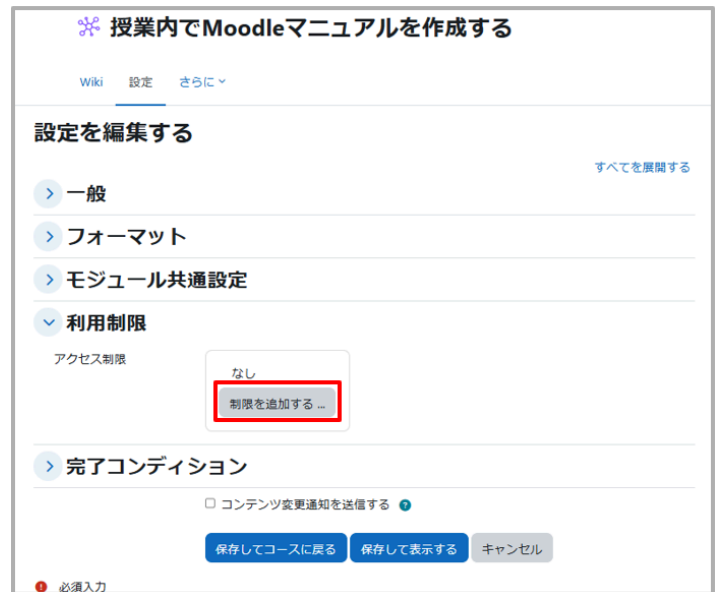 授業内でMoodleマニュアルを作成する
Wiki 設定 さらに
設定を編集する
すべてを展開する
一般
フォーマット
モジュール共通設定
利用制限
アクセス制限
なし
制限を追加する ...
完了コンディション
コンテンツ変更通知を送信する ?
保存してコースに戻る 保存して表示する キャンセル
! 必須入力